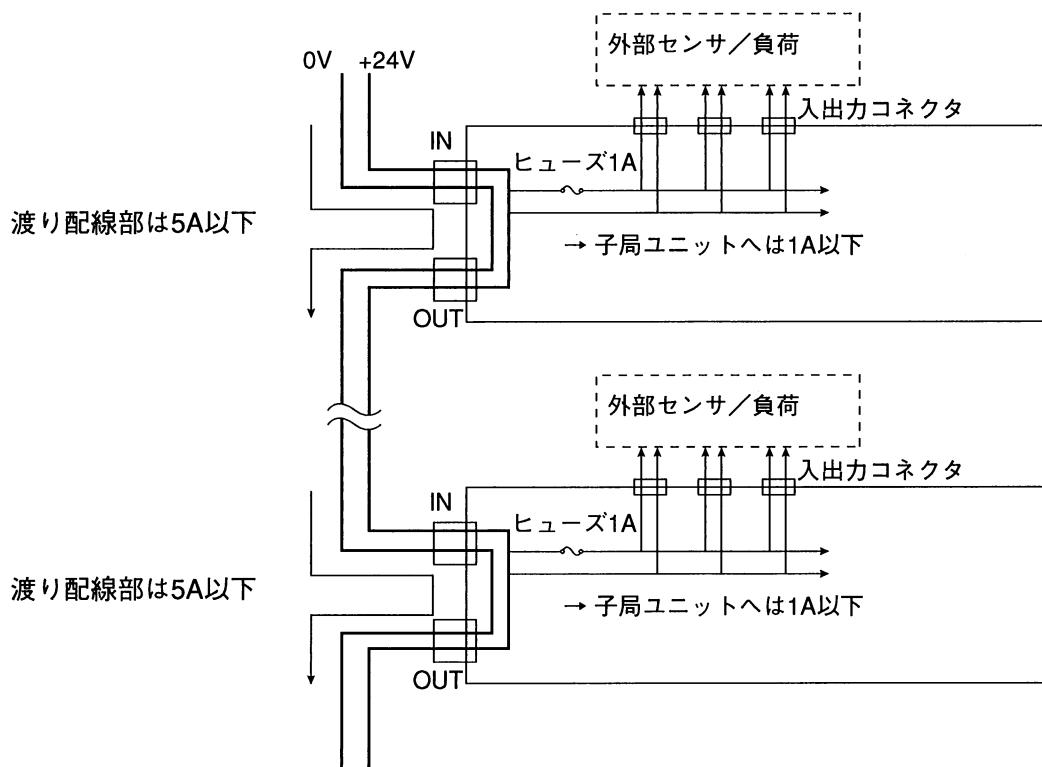 外部センサ／負荷
0V +24V
入出力コネクタ
IN
ヒューズ1A
渡り配線部は5A以下
→ 子局ユニットへは1A以下
OUT
外部センサ／負荷
入出力コネクタ
IN
ヒューズ1A
渡り配線部は5A以下
→ 子局ユニットへは1A以下
OUT